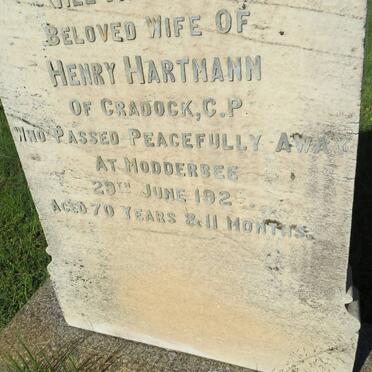 BELOVED WIFE OF
HENRY HARTMANN
OF CRADOCK, C.P
WHO PASSED PEACEFULLY AWAY
AT MODDERBEE
29TH JUNE 192
AGED 70 YEARS & 11 MONTHS.